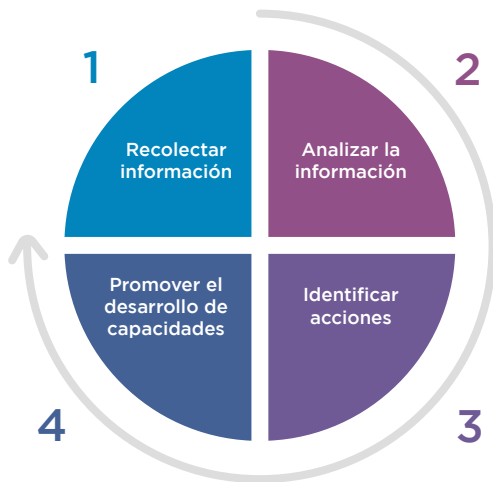 1
Recolectar
información
2
Analizar la
información
3
Identificar
acciones
4
Promover el
desarrollo de
capacidades